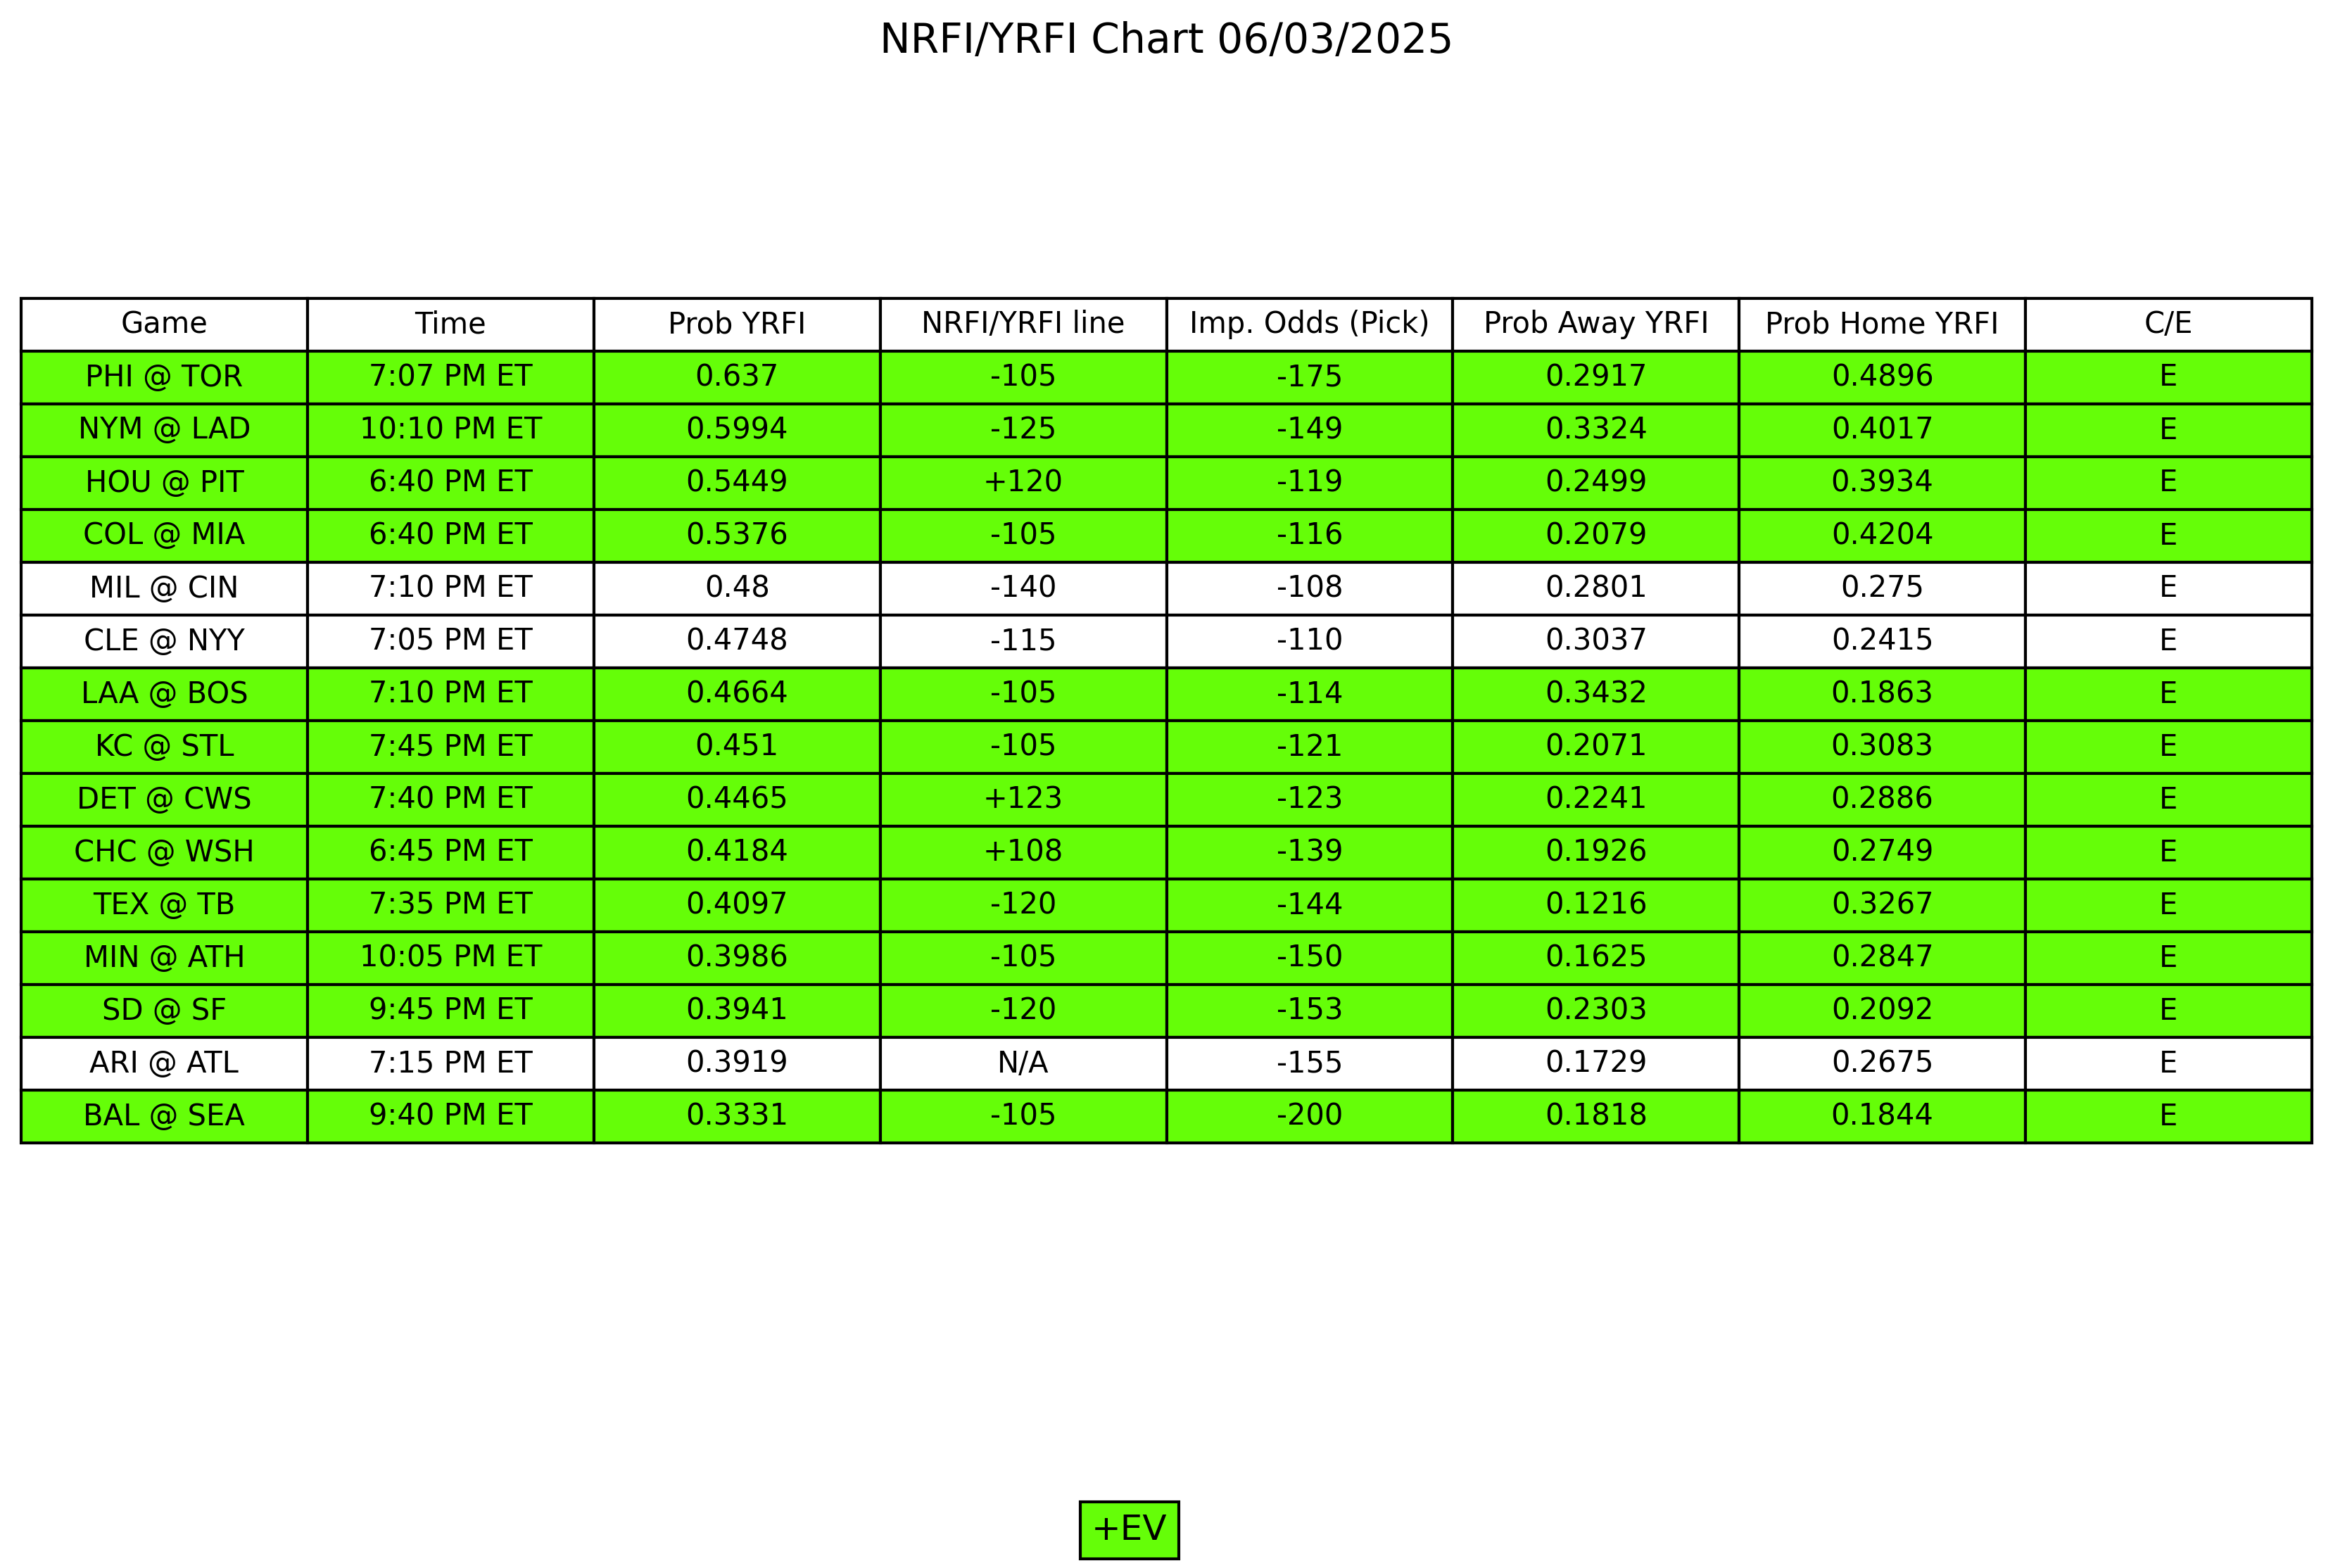 NRFI/YRFI Chart 06/03/2025
Game Time Prob YRFI NRFI/YRFI line Imp. Odds (Pick) Prob Away YRFI Prob Home YRFI C/E
PHI @ TOR 7:07 PM ET 0.637 -105 -175 0.2917 0.4896 E
NYM @ LAD 10:10 PM ET 0.5994 -125 -149 0.3324 0.4017 E
HOU @ PIT 6:40 PM ET 0.5449 +120 -119 0.2499 0.3934 E
COL @ MIA 6:40 PM ET 0.5376 -105 -116 0.2079 0.4204 E
MIL @ CIN 7:10 PM ET 0.48 -140 -108 0.2801 0.275 E
CLE @ NYY 7:05 PM ET 0.4748 -115 -110 0.3037 0.2415 E
LAA @ BOS 7:10 PM ET 0.4664 -105 -114 0.3432 0.1863 E
KC @ STL 7:45 PM ET 0.451 -105 -121 0.2071 0.3083 E
DET @ CWS 7:40 PM ET 0.4465 +123 -123 0.2241 0.2886 E
CHC @ WSH 6:45 PM ET 0.4184 +108 -139 0.1926 0.2749 E
TEX @ TB 7:35 PM ET 0.4097 -120 -144 0.1216 0.3267 E
MIN @ ATH 10:05 PM ET 0.3986 -105 -150 0.1625 0.2847 E
SD @ SF 9:45 PM ET 0.3941 -120 -153 0.2303 0.2092 E
ARI @ ATL 7:15 PM ET 0.3919 N/A -155 0.1729 0.2675 E
BAL @ SEA 9:40 PM ET 0.3331 -105 -200 0.1818 0.1844 E
+EV